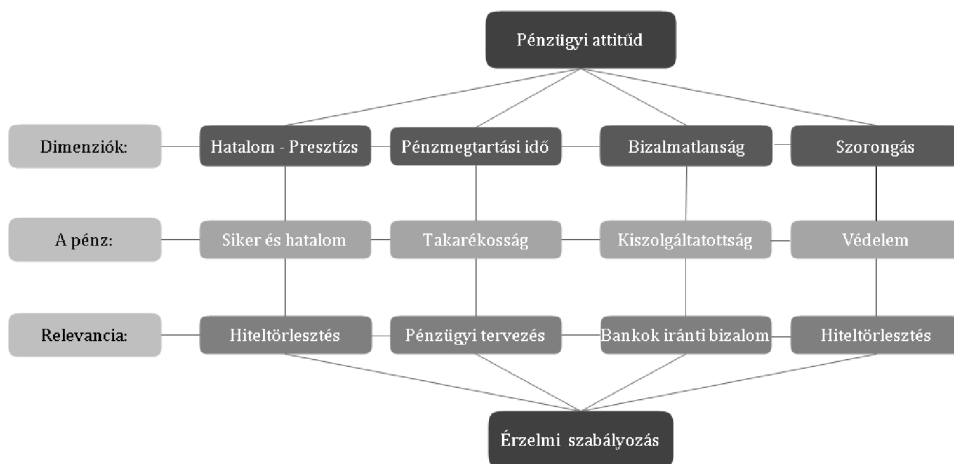 Pénzügyi attitűd
Dimenziók:
Hatalom - Presztízs
Pénzmegtartási idő
Bizalmatlanság
Szorongás
A pénz:
Siker és hatalom
Takarékosság
Kiszolgáltatottság
Védelem
Relevancia:
Hiteltörlesztés
Pénzügyi tervezés
Bankok iránti bizalom
Hiteltörlesztés
Érzelmi szabályozás